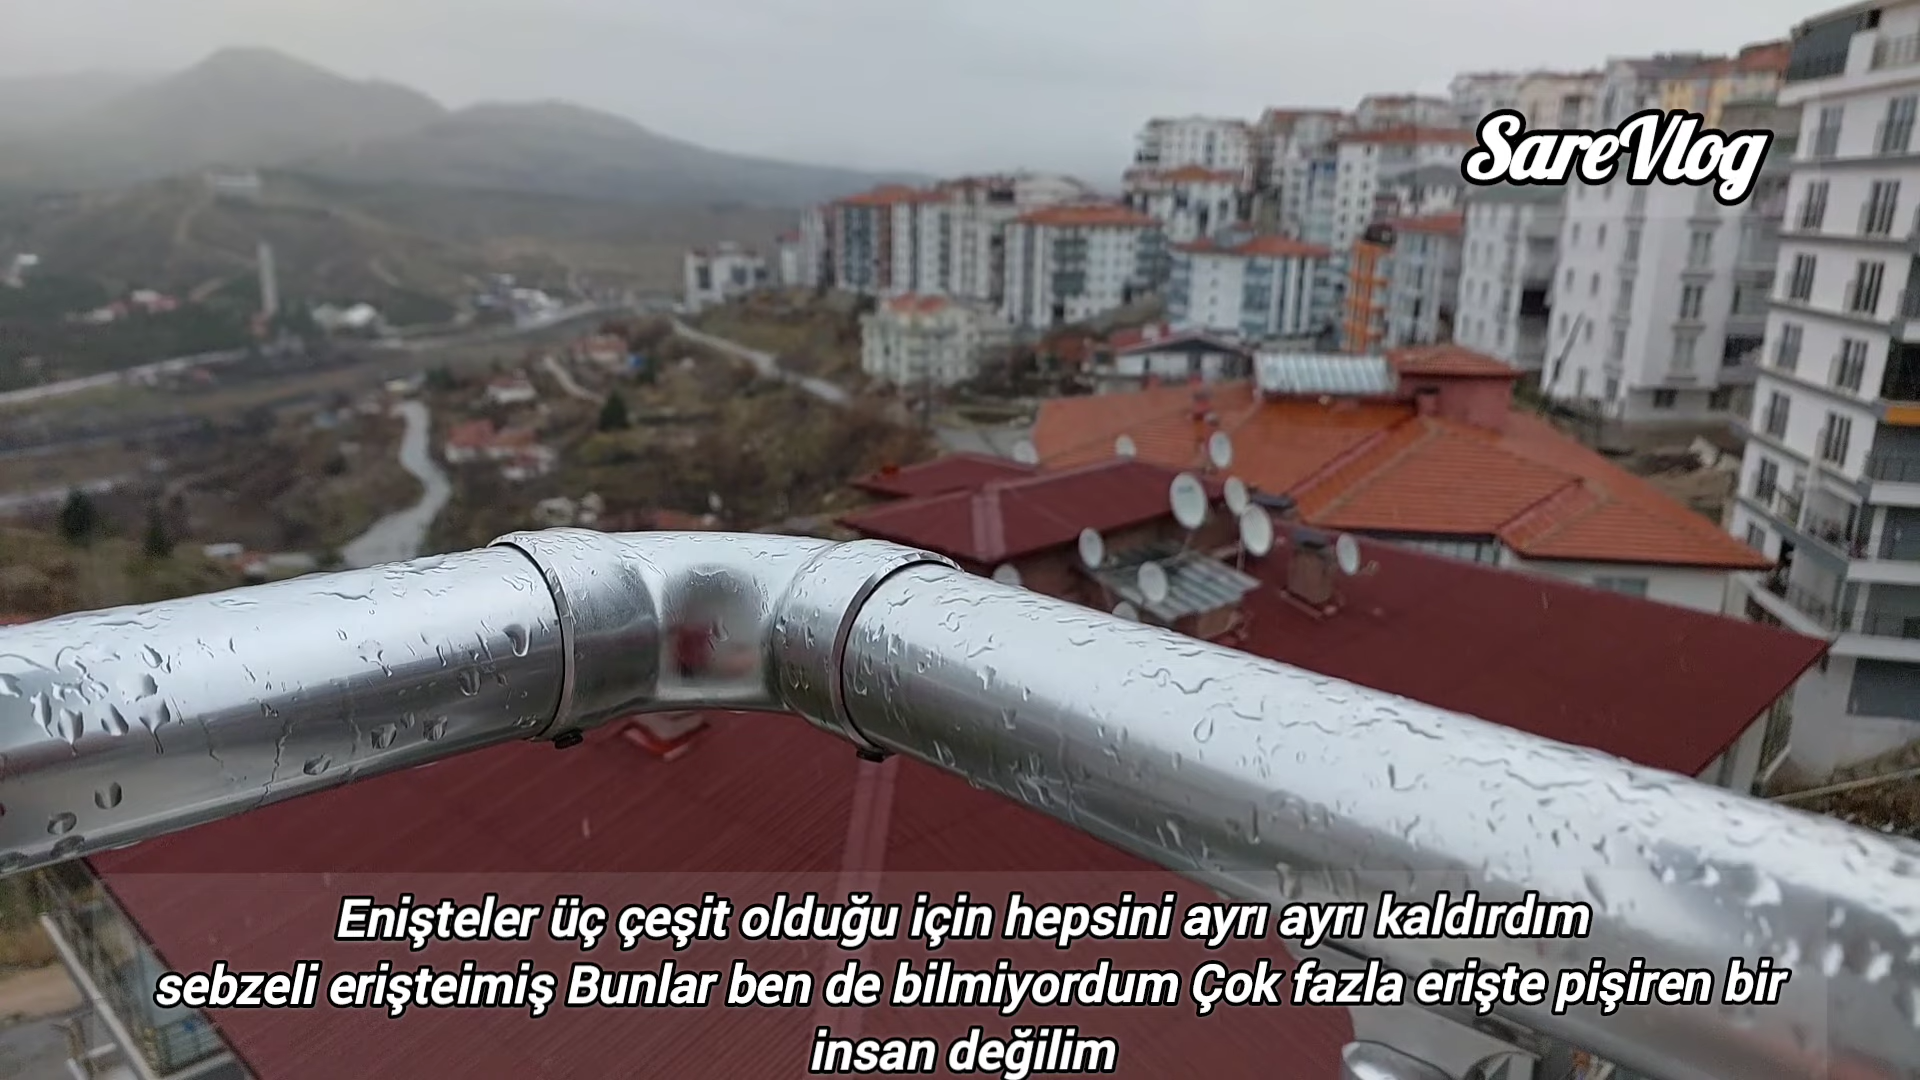 SareVlog
Enişteler üç çeşit olduğu için hepsini ayrı ayrı kaldırdım
sebzeli erişteimiş Bunlar ben de bilmiyordum Çok fazla erişte pişiren bir
insan değilim